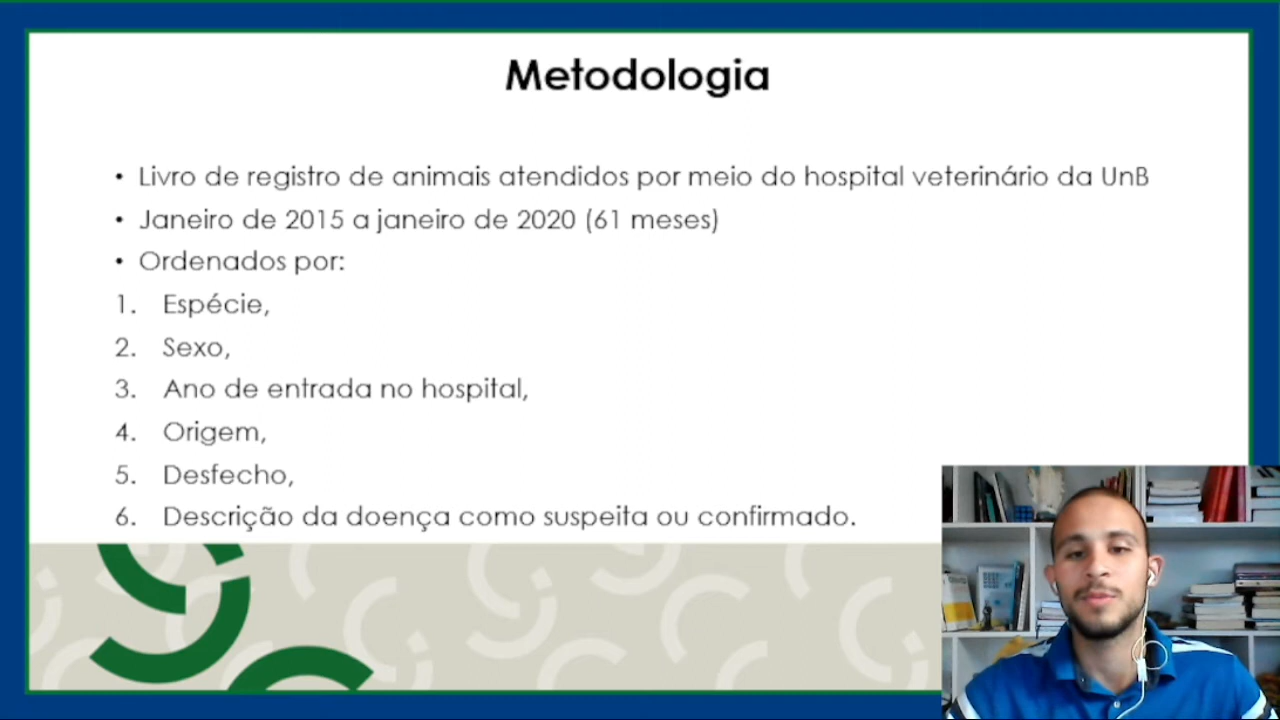 Metodologia
• Livro de registro de animais atendidos por meio do hospital veterinário da UnB
• Janeiro de 2015 a janeiro de 2020 (61 meses)
• Ordenados por:
1. Espécie,
2. Sexo,
3. Ano de entrada no hospital,
4. Origem,
5. Desfecho,
6. Descrição da doença como suspeita ou confirmado.